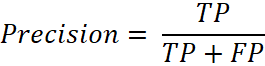 Precision = TP / (TP + FP)